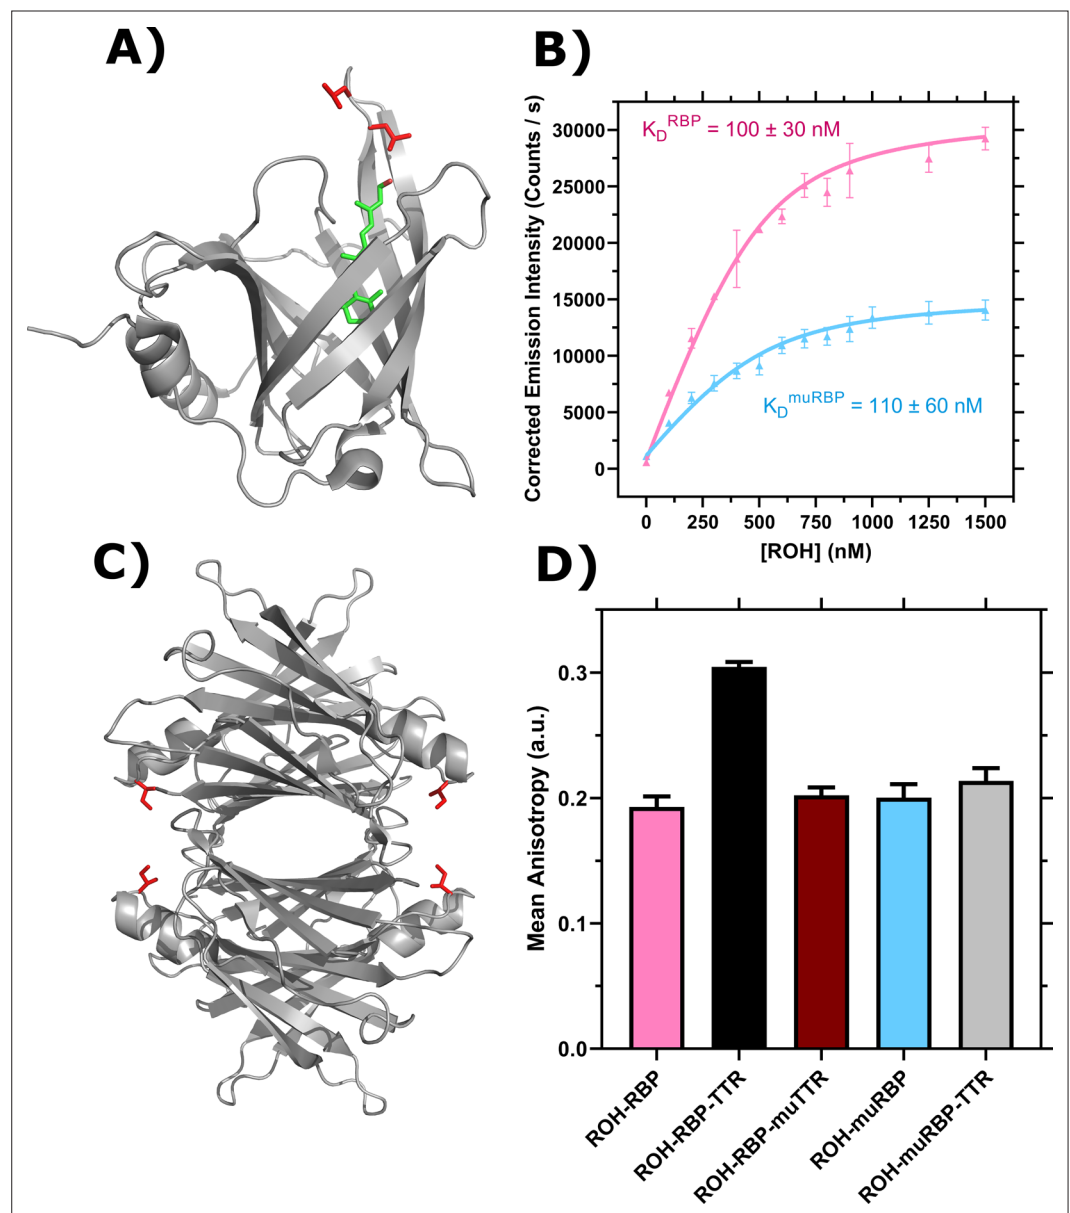 A)
B)
Corrected Emission Intensity (Counts / s)
30000
25000
20000
15000
10000
5000
0
K_D^RBP = 100 ± 30 nM
K_D^muRBP = 110 ± 60 nM
0 250 500 750 1000 1250 1500
[ROH] (nM)
C)
D)
Mean Anisotropy (a.u.)
0.3
0.2
0.1
0.0
ROH-RBP
ROH-RBP-TTR
ROH-RBP-muTTR
ROH-muRBP
ROH-muRBP-TTR